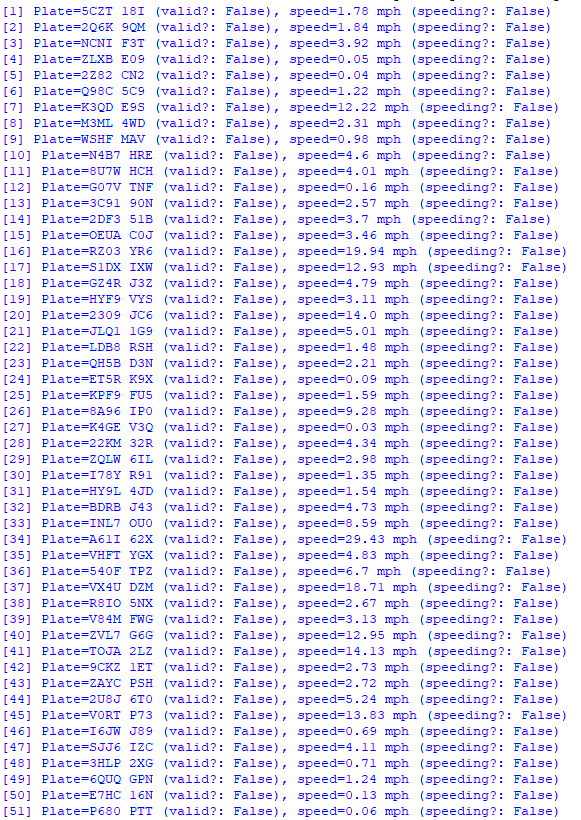 [1] Plate=5CZT 18I (valid?: False), speed=1.78 mph (speeding?: False)
[2] Plate=2Q6K 9QM (valid?: False), speed=1.84 mph (speeding?: False)
[3] Plate=NCNI F3T (valid?: False), speed=3.92 mph (speeding?: False)
[4] Plate=ZLXB E09 (valid?: False), speed=0.05 mph (speeding?: False)
[5] Plate=2Z82 CN2 (valid?: False), speed=0.04 mph (speeding?: False)
[6] Plate=Q98C 5C9 (valid?: False), speed=1.22 mph (speeding?: False)
[7] Plate=K3QD E9S (valid?: False), speed=12.22 mph (speeding?: False)
[8] Plate=M3ML 4WD (valid?: False), speed=2.31 mph (speeding?: False)
[9] Plate=WSHF MAV (valid?: False), speed=0.98 mph (speeding?: False)
[10] Plate=N4B7 HRE (valid?: False), speed=4.6 mph (speeding?: False)
[11] Plate=8U7W HCH (valid?: False), speed=4.01 mph (speeding?: False)
[12] Plate=G07V TNF (valid?: False), speed=0.16 mph (speeding?: False)
[13] Plate=3C91 90N (valid?: False), speed=2.57 mph (speeding?: False)
[14] Plate=2DF3 51B (valid?: False), speed=3.7 mph (speeding?: False)
[15] Plate=OEUA C0J (valid?: False), speed=3.46 mph (speeding?: False)
[16] Plate=RZ03 YR6 (valid?: False), speed=19.94 mph (speeding?: False)
[17] Plate=S1DX IXW (valid?: False), speed=12.93 mph (speeding?: False)
[18] Plate=GZ4R J3Z (valid?: False), speed=4.79 mph (speeding?: False)
[19] Plate=HYF9 VYS (valid?: False), speed=3.11 mph (speeding?: False)
[20] Plate=2309 JC6 (valid?: False), speed=14.0 mph (speeding?: False)
[21] Plate=JLQ1 1G9 (valid?: False), speed=5.01 mph (speeding?: False)
[22] Plate=LDB8 RSH (valid?: False), speed=1.48 mph (speeding?: False)
[23] Plate=QH5B D3N (valid?: False), speed=2.21 mph (speeding?: False)
[24] Plate=ET5R K9X (valid?: False), speed=0.09 mph (speeding?: False)
[25] Plate=KPF9 FU5 (valid?: False), speed=1.59 mph (speeding?: False)
[26] Plate=8A96 IP0 (valid?: False), speed=9.28 mph (speeding?: False)
[27] Plate=K4GE V3Q (valid?: False), speed=0.03 mph (speeding?: False)
[28] Plate=22KM 32R (valid?: False), speed=4.34 mph (speeding?: False)
[29] Plate=ZQLW 6IL (valid?: False), speed=2.98 mph (speeding?: False)
[30] Plate=I78Y R91 (valid?: False), speed=1.35 mph (speeding?: False)
[31] Plate=HY9L 4JD (valid?: False), speed=1.54 mph (speeding?: False)
[32] Plate=BDRB J43 (valid?: False), speed=4.73 mph (speeding?: False)
[33] Plate=INL7 OU0 (valid?: False), speed=8.59 mph (speeding?: False)
[34] Plate=A61I 62X (valid?: False), speed=29.43 mph (speeding?: False)
[35] Plate=VHFT YGX (valid?: False), speed=4.83 mph (speeding?: False)
[36] Plate=540F TPZ (valid?: False), speed=6.7 mph (speeding?: False)
[37] Plate=VX4U DZM (valid?: False), speed=18.71 mph (speeding?: False)
[38] Plate=R8IO 5NX (valid?: False), speed=2.67 mph (speeding?: False)
[39] Plate=V84M FWG (valid?: False), speed=3.13 mph (speeding?: False)
[40] Plate=ZVL7 G6G (valid?: False), speed=12.95 mph (speeding?: False)
[41] Plate=TOJA 2LZ (valid?: False), speed=14.13 mph (speeding?: False)
[42] Plate=9CKZ 1ET (valid?: False), speed=2.73 mph (speeding?: False)
[43] Plate=ZAYC PSH (valid?: False), speed=2.72 mph (speeding?: False)
[44] Plate=2U8J 6T0 (valid?: False), speed=5.24 mph (speeding?: False)
[45] Plate=V0RT P73 (valid?: False), speed=13.83 mph (speeding?: False)
[46] Plate=I6JW J89 (valid?: False), speed=0.69 mph (speeding?: False)
[47] Plate=SJJ6 IZC (valid?: False), speed=4.11 mph (speeding?: False)
[48] Plate=3HLP 2XG (valid?: False), speed=0.71 mph (speeding?: False)
[49] Plate=6QUQ GPN (valid?: False), speed=1.24 mph (speeding?: False)
[50] Plate=E7HC 16N (valid?: False), speed=0.13 mph (speeding?: False)
[51] Plate=P680 PTT (valid?: False), speed=0.06 mph (speeding?: False)